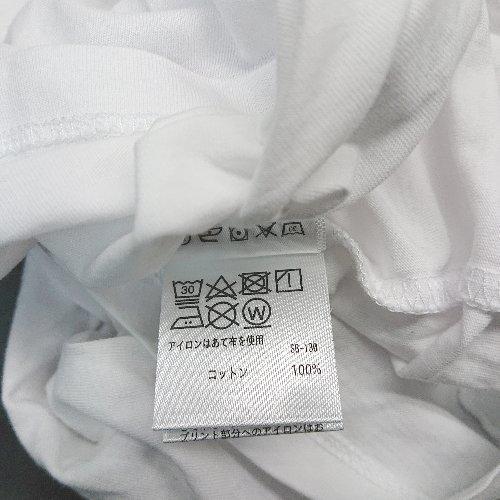 30
W
アイロンはあて布を使用 SB-130
コットン 100%
プリント部分へのアイロンはお